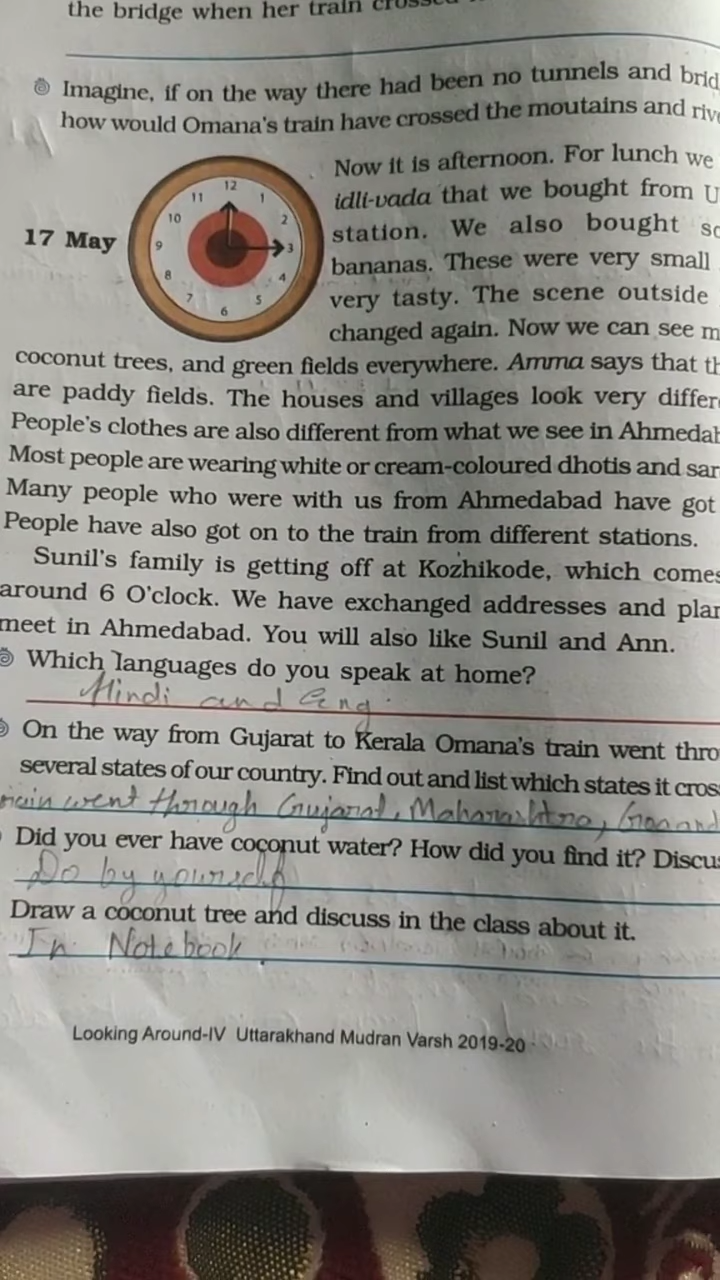 the bridge when her train crossed
Imagine, if on the way there had been no tunnels and brid
how would Omana's train have crossed the moutains and rive
Now it is afternoon. For lunch we
idli-vada that we bought from U
station. We also bought so
bananas. These were very small
very tasty. The scene outside
changed again. Now we can see m
17 May
12
1
2
3
4
5
6
7
8
9
10
11
coconut trees, and green fields everywhere. Amma says that th
are paddy fields. The houses and villages look very differe
People's clothes are also different from what we see in Ahmedab
Most people are wearing white or cream-coloured dhotis and sar
Many people who were with us from Ahmedabad have got
People have also got on to the train from different stations.
Sunil's family is getting off at Kozhikode, which comes
around 6 O'clock. We have exchanged addresses and plan
meet in Ahmedabad. You will also like Sunil and Ann.
Which languages do you speak at home?
Hindi and Eng.
On the way from Gujarat to Kerala Omana's train went thro
several states of our country. Find out and list which states it cros
rain went through Gujarat, Maharashtra, Goa and
Did you ever have coconut water? How did you find it? Discus
Do by yourself
Draw a coconut tree and discuss in the class about it.
In Notebook.
Looking Around-IV Uttarakhand Mudran Varsh 2019-20